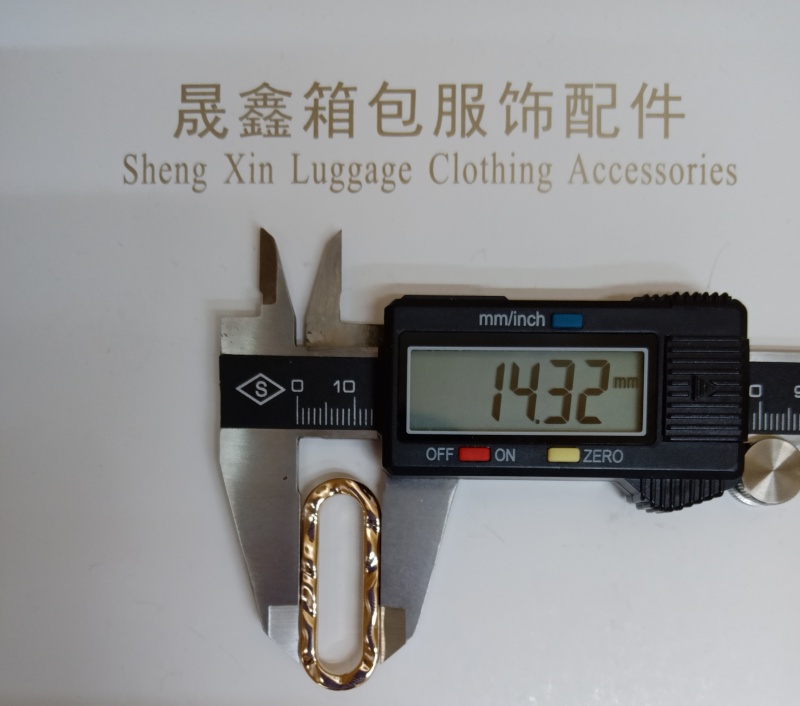 晟鑫箱包服饰配件
Sheng Xin Luggage Clothing Accessories
mm/inch
14.32 mm
S 0 10
OFF ON ZERO